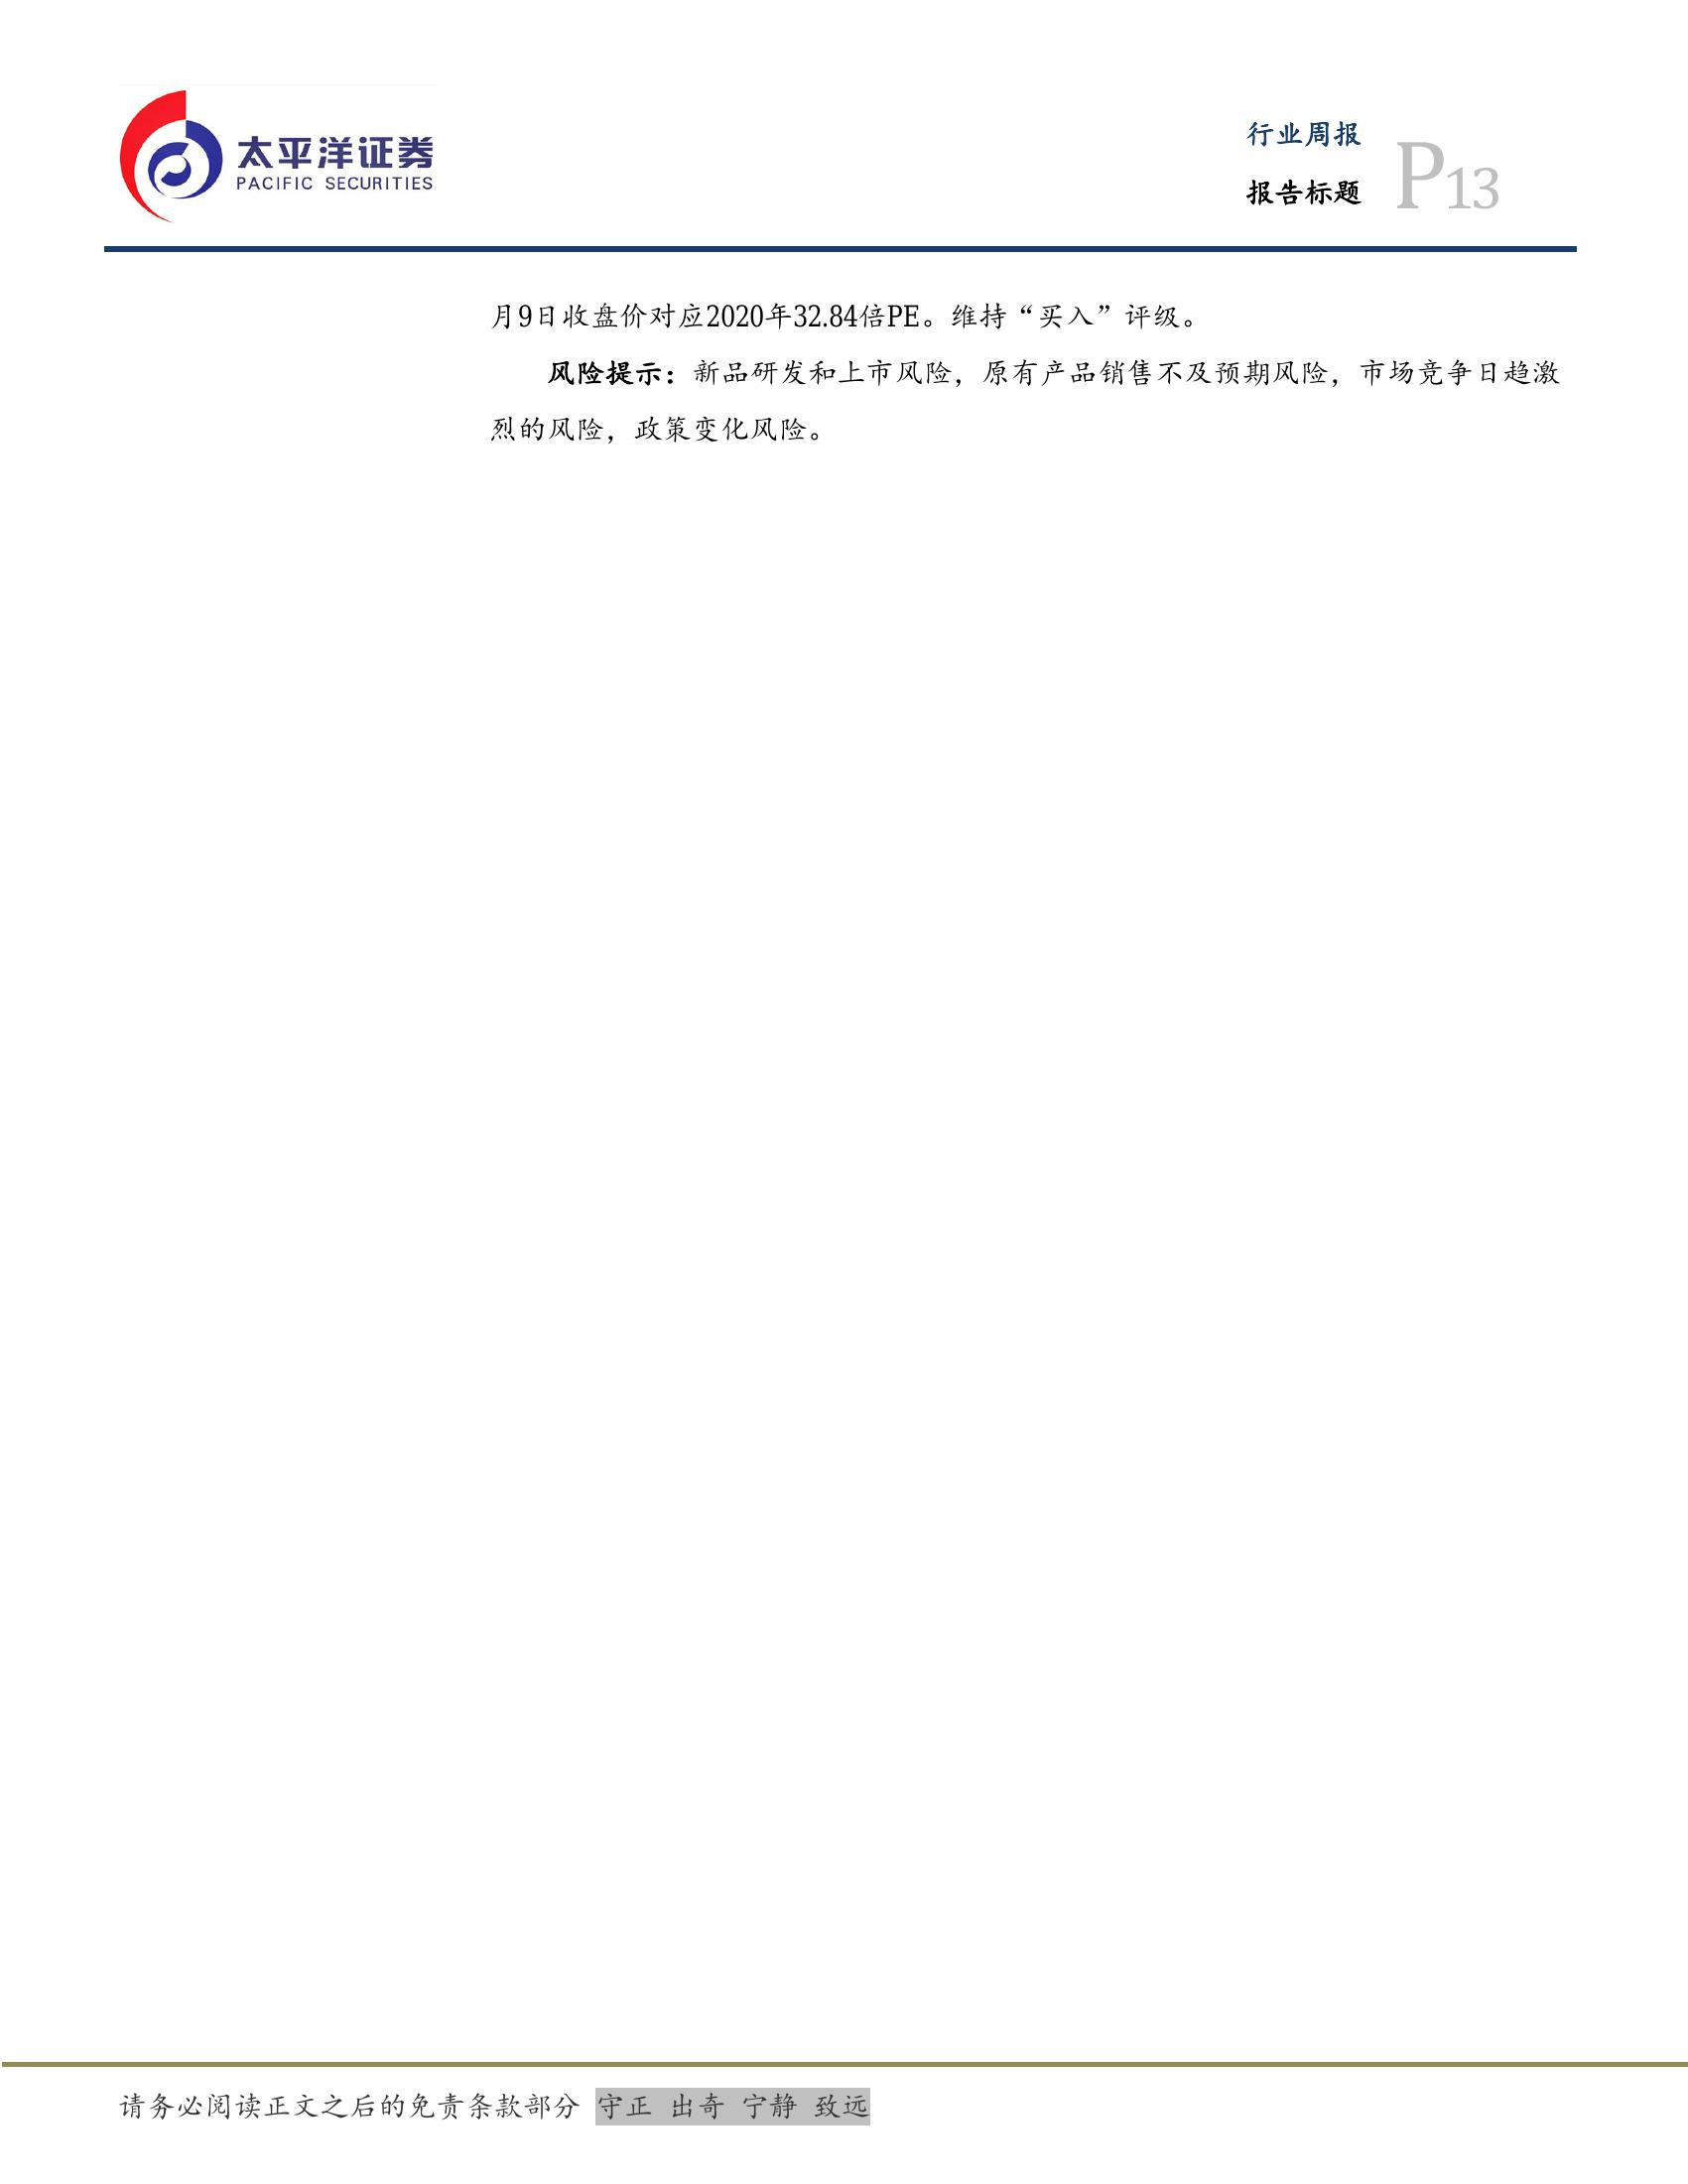 太平洋证券
PACIFIC SECURITIES
行业周报
报告标题
P13
月9日收盘价对应2020年32.84倍PE。维持“买入”评级。
风险提示：新品研发和上市风险，原有产品销售不及预期风险，市场竞争日趋激
烈的风险，政策变化风险。
请务必阅读正文之后的免责条款部分 守正 出奇 宁静 致远